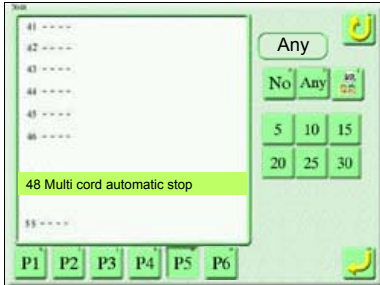 41 ----
42 ----
43 ----
44 ----
45 ----
46 ----
48 Multi cord automatic stop
55 ----
Any
No Any
5 10 15
20 25 30
P1 P2 P3 P4 P5 P6